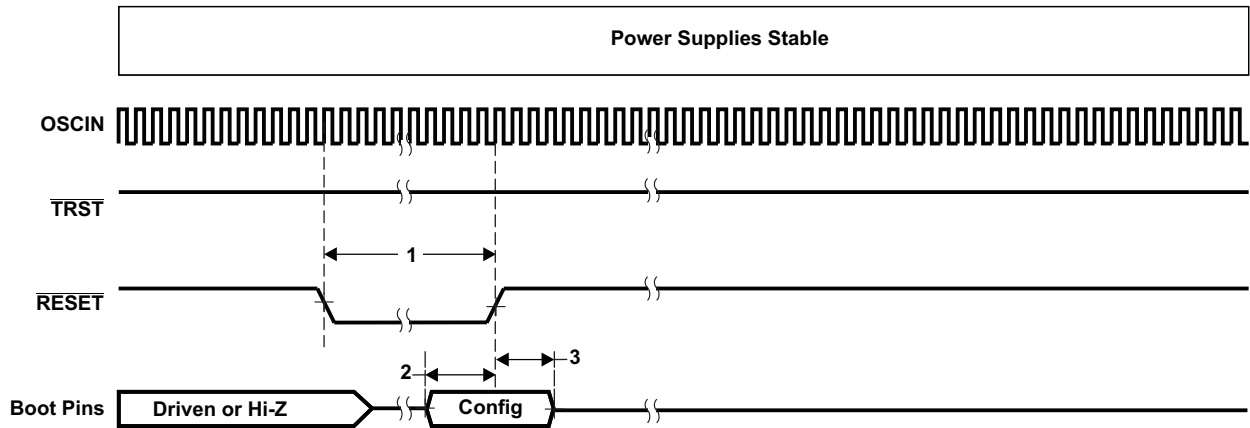 Power Supplies Stable
OSCIN
TRST
1
RESET
3
2
Boot Pins
Driven or Hi-Z
Config